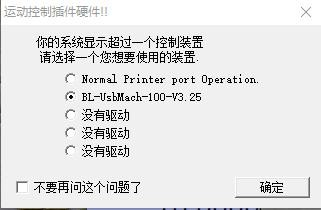 运动控制插件硬件!!
你的系统显示超过一个控制装置
请选择一个您想要使用的装置.
Normal Printer port Operation.
BL-UsbMach-100-V3.25
没有驱动
没有驱动
没有驱动
不要再问这个问题了
确定